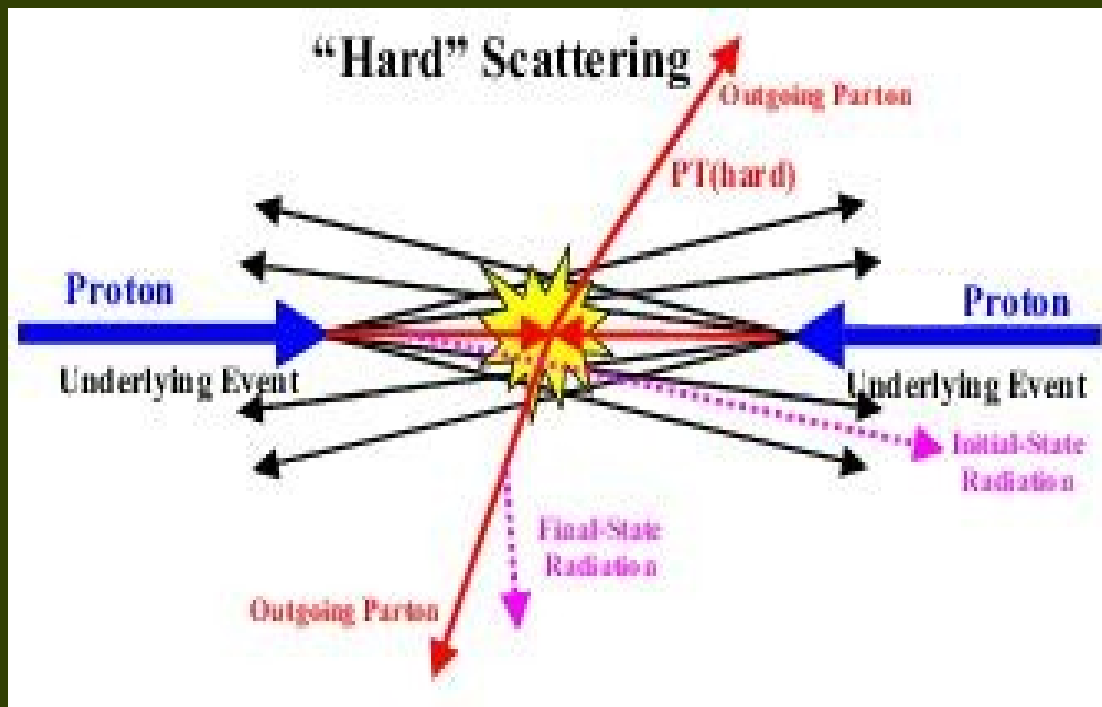 “Hard” Scattering
Outgoing Parton
PT(hard)
Proton
Proton
Underlying Event
Underlying Event
Initial-State
Radiation
Final-State
Radiation
Outgoing Parton